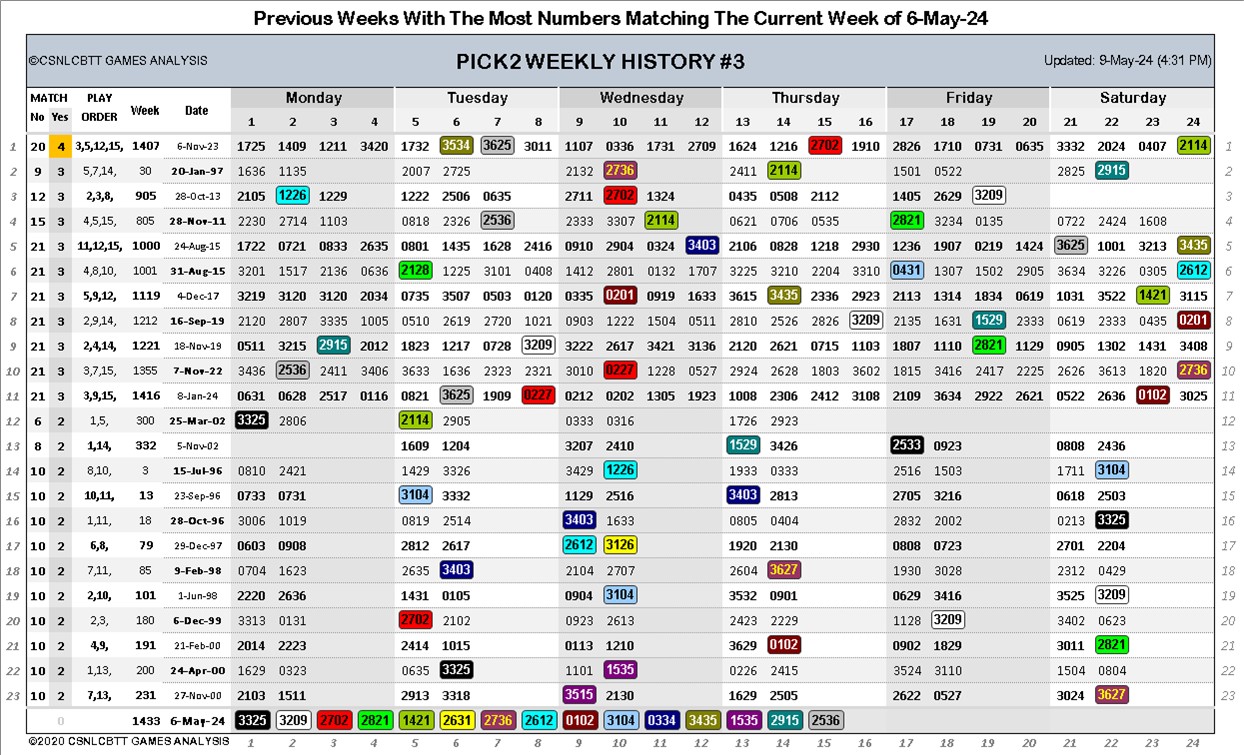 Previous Weeks With The Most Numbers Matching The Current Week of 6-May-24
©CSNLCBTT GAMES ANALYSIS PICK2 WEEKLY HISTORY #3 Updated: 9-May-24 (4:31 PM)
MATCH PLAY Week Date Monday Tuesday Wednesday Thursday Friday Saturday
No Yes ORDER 1 2 3 4 5 6 7 8 9 10 11 12 13 14 15 16 17 18 19 20 21 22 23 24
1 20 4 3,5,12,15, 1407 6-Nov-23 1725 1409 1211 3420 1732 3534 3625 3011 1107 0336 1731 2709 1624 1216 2702 1910 2826 1710 0731 0635 3332 2024 0407 2114 1
2 9 3 5,7,14, 30 20-Jan-97 1636 1135 2007 2725 2132 2736 2411 2114 1501 0522 2825 2915 2
3 12 3 2,3,8, 905 28-Oct-13 2105 1226 1229 1222 2506 0635 2711 2702 1324 0435 0508 2112 1405 2629 3209 3
4 15 3 4,5,15, 805 28-Nov-11 2230 2714 1103 0818 2326 2536 2333 3307 2114 0621 0706 0535 2821 3234 0135 0722 2424 1608 4
5 21 3 11,12,15, 1000 24-Aug-15 1722 0721 0833 2635 0801 1435 1628 2416 0910 2904 0324 3403 2106 0828 1218 2930 1236 1907 0219 1424 3625 1001 3213 3435 5
6 21 3 4,8,10, 1001 31-Aug-15 3201 1517 2136 0636 2128 1225 3101 0408 1412 2801 0132 1707 3225 3210 2204 3310 0431 1307 1502 2905 3634 3226 0305 2612 6
7 21 3 5,9,12, 1119 4-Dec-17 3219 3120 3120 2034 0735 3507 0503 0120 0335 0201 0919 1633 3615 3435 2336 2923 2113 1314 1834 0619 1031 3522 1421 3115 7
8 21 3 2,9,14, 1212 16-Sep-19 2120 2807 3335 1005 0510 2619 2720 1021 0903 1222 1504 0511 2810 2526 2826 3209 2135 1631 1529 2333 0619 2333 0435 0201 8
9 21 3 2,4,14, 1221 18-Nov-19 0511 3215 2915 2012 1823 1217 0728 3209 3222 2617 3421 3136 2120 2621 0715 1103 1807 1110 2821 1129 0905 1302 1431 3408 9
10 21 3 3,7,15, 1355 7-Nov-22 3436 2536 2411 3406 3633 1636 2323 2321 3010 0227 1228 0527 2924 2628 1803 3602 1815 3416 2417 2225 2626 3613 1820 2736 10
11 21 3 3,9,15, 1416 8-Jan-24 0631 0628 2517 0116 0821 3625 1909 0227 0212 0202 1305 1923 1008 2306 2412 3108 2109 3634 2922 2621 0522 2636 0102 3025 11
12 6 2 1,5, 300 25-Mar-02 3325 2806 2114 2905 0333 0316 1726 2923 12
13 8 2 1,14, 332 5-Nov-02 1609 1204 3207 2410 1529 3426 2533 0923 0808 2436 13
14 10 2 8,10, 3 15-Jul-96 0810 2421 1429 3326 3429 1226 1933 0333 2516 1503 1711 3104 14
15 10 2 10,11, 13 23-Sep-96 0733 0731 3104 3332 1129 2516 3403 2813 2705 3216 0618 2503 15
16 10 2 1,11, 18 28-Oct-96 3006 1019 0819 2514 3403 1633 0805 0404 2832 2002 0213 3325 16
17 10 2 6,8, 79 29-Dec-97 0603 0908 2812 2617 2612 3126 1920 2130 0808 0723 2701 2204 17
18 10 2 7,11, 85 9-Feb-98 0704 1623 2635 3403 2104 2707 2604 3627 1930 3028 2312 0429 18
19 10 2 2,10, 101 1-Jun-98 2220 2636 1431 0105 0904 3104 3532 0901 0629 3416 3525 3209 19
20 10 2 2,3, 180 6-Dec-99 3313 0131 2702 2102 0923 2613 2423 2229 1128 3209 3402 0623 20
21 10 2 4,9, 191 21-Feb-00 2014 2223 2414 1015 0113 1210 3629 0102 0902 1829 3011 2821 21
22 10 2 1,13, 200 24-Apr-00 1629 0323 0635 3325 1101 1535 0226 2415 3524 3110 1504 0804 22
23 10 2 7,13, 231 27-Nov-00 2103 1511 2913 3318 3515 2130 1629 2505 2622 0527 3024 3627 23
0 1433 6-May-24 3325 3209 2702 2821 1421 2631 2736 2612 0102 3104 0334 3435 1535 2915 2536
©2020 CSNLCBTT GAMES ANALYSIS 1 2 3 4 5 6 7 8 9 10 11 12 13 14 15 16 17 18 19 20 21 22 23 24